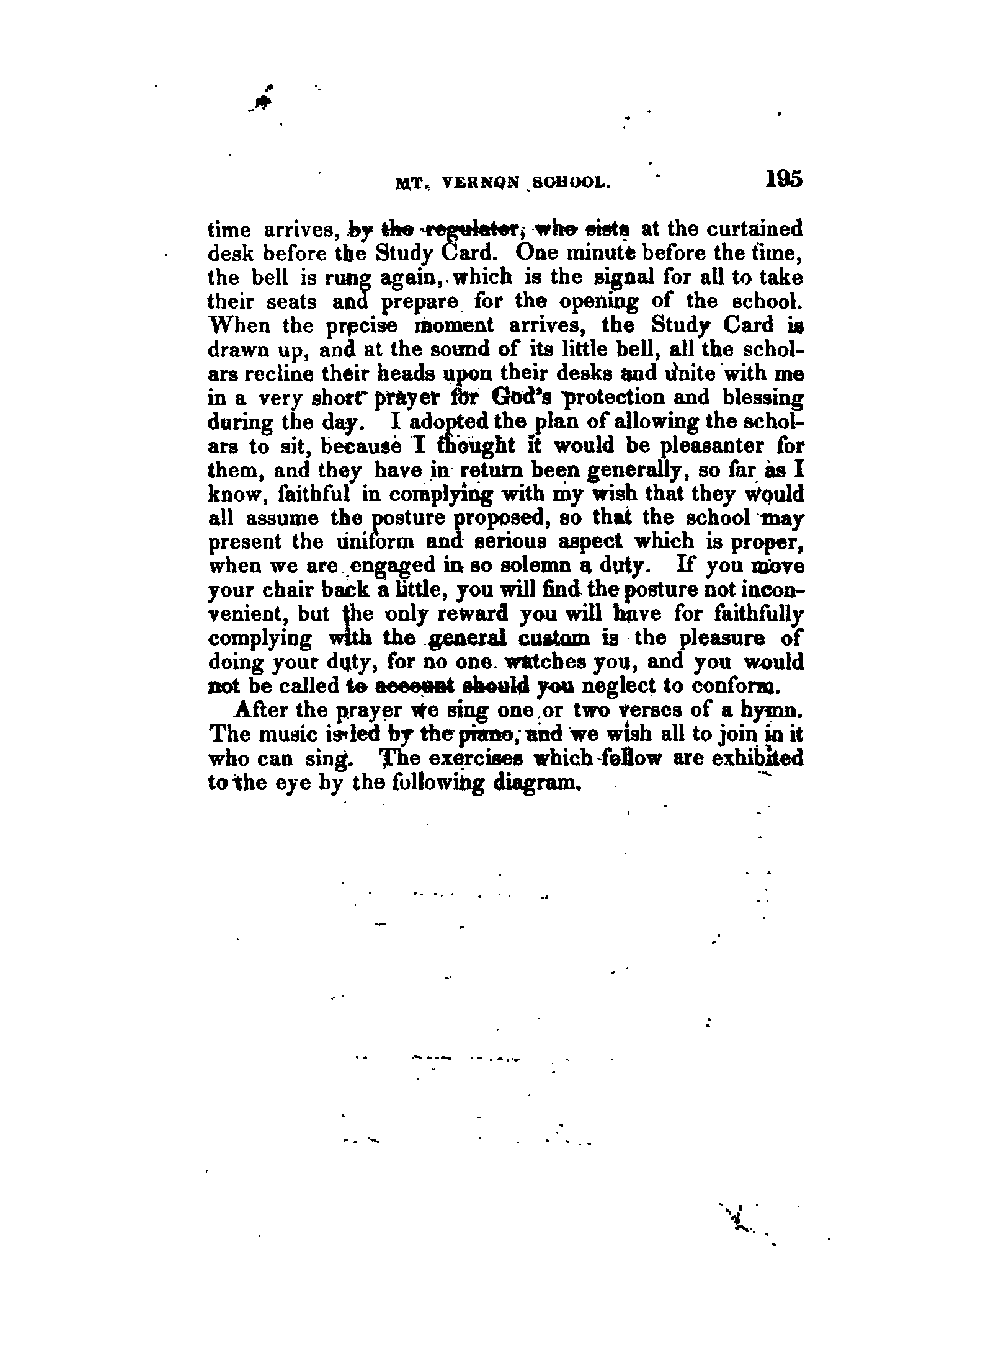 MT. VERNON SCHOOL. 195
time arrives, by the regulator, who sists at the curtained
desk before the Study Card. One minute before the time,
the bell is rung again, which is the signal for all to take
their seats and prepare for the opening of the school.
When the precise moment arrives, the Study Card is
drawn up, and at the sound of its little bell, all the schol-
ars recline their heads upon their desks and unite with me
in a very short prayer for God's protection and blessing
during the day. I adopted the plan of allowing the schol-
ars to sit, because I thought it would be pleasanter for
them, and they have in return been generally, so far as I
know, faithful in complying with my wish that they would
all assume the posture proposed, so that the school may
present the uniform and serious aspect which is proper,
when we are engaged in so solemn a duty. If you move
your chair back a little, you will find the posture not incon-
venient, but the only reward you will have for faithfully
complying with the general custom is the pleasure of
doing your duty, for no one watches you, and you would
not be called to account should you neglect to conform.
After the prayer we sing one or two verses of a hymn.
The music is led by the piano, and we wish all to join in it
who can sing. The exercises which follow are exhibited
to the eye by the following diagram.